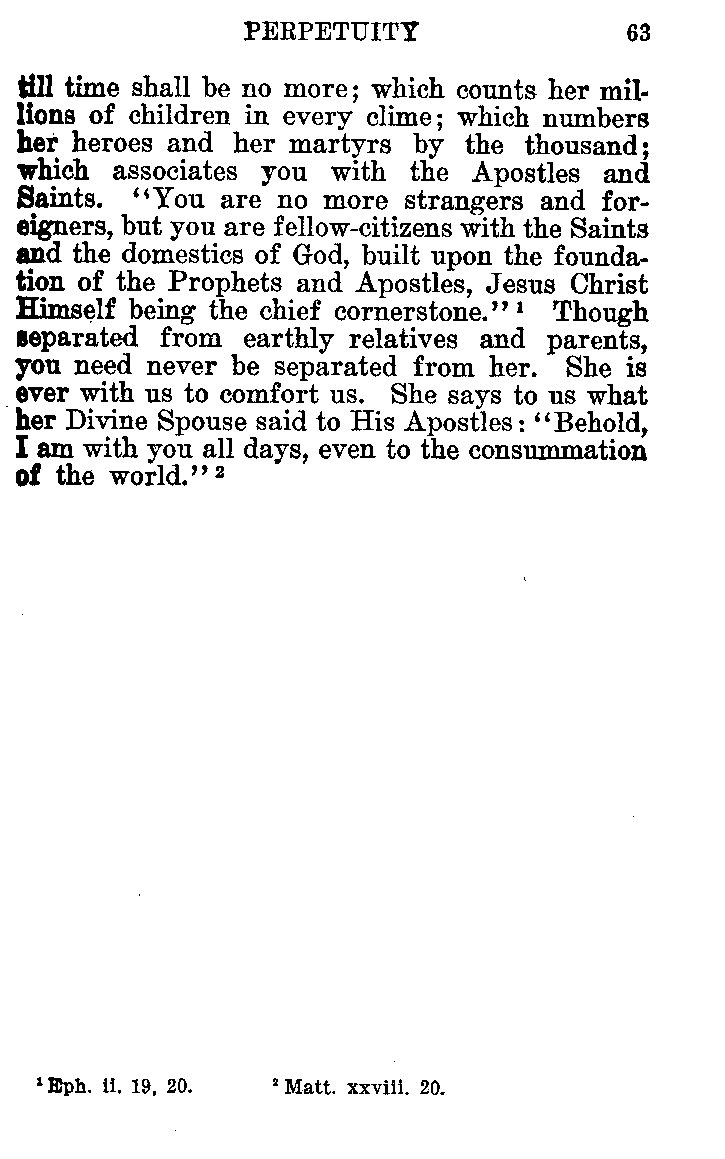 PERPETUITY 63
till time shall be no more; which counts her mil-
lions of children in every clime; which numbers
her heroes and her martyrs by the thousand;
which associates you with the Apostles and
Saints. "You are no more strangers and for-
eigners, but you are fellow-citizens with the Saints
and the domestics of God, built upon the founda-
tion of the Prophets and Apostles, Jesus Christ
Himself being the chief cornerstone." ¹ Though
separated from earthly relatives and parents,
you need never be separated from her. She is
ever with us to comfort us. She says to us what
her Divine Spouse said to His Apostles: "Behold,
I am with you all days, even to the consummation
of the world." ²
¹ Eph. ii. 19, 20. ² Matt. xxviii. 20.